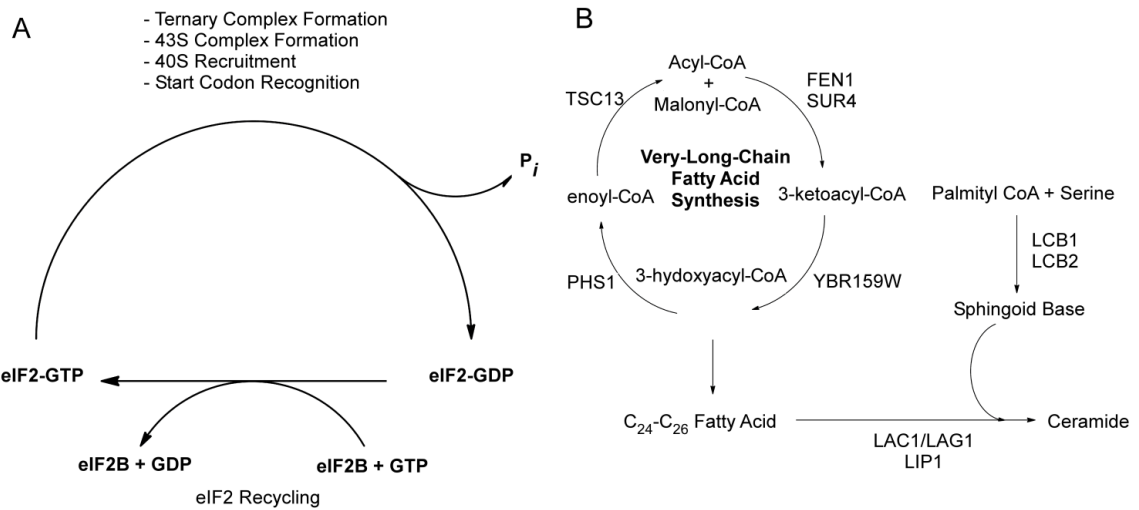 A
- Ternary Complex Formation
- 43S Complex Formation
- 40S Recruitment
- Start Codon Recognition
Pi
eIF2-GTP
eIF2-GDP
eIF2B + GDP
eIF2B + GTP
eIF2 Recycling
B
Acyl-CoA
+
Malonyl-CoA
FEN1
SUR4
TSC13
Very-Long-Chain
Fatty Acid
Synthesis
enoyl-CoA
3-ketoacyl-CoA
PHS1
3-hydoxyacyl-CoA
YBR159W
Palmityl CoA + Serine
LCB1
LCB2
Sphingoid Base
C24-C26 Fatty Acid
LAC1/LAG1
LIP1
Ceramide